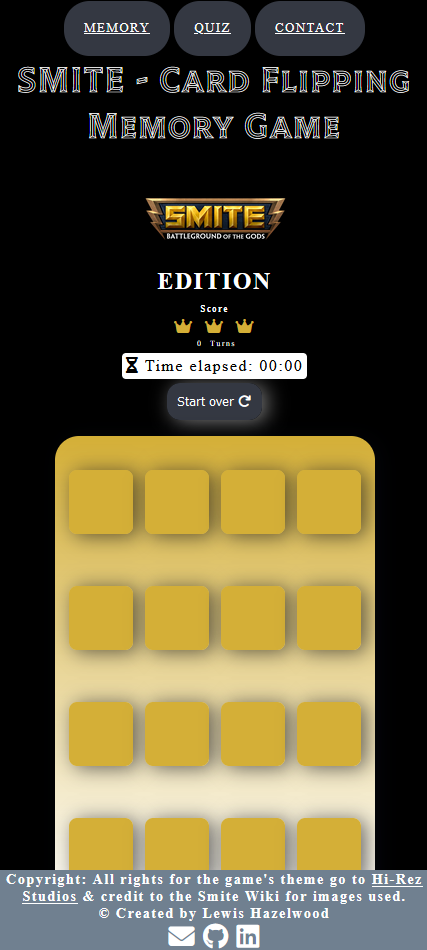 MEMORY QUIZ CONTACT
SMITE - Card Flipping
Memory Game
SMITE
BATTLEGROUND OF THE GODS
EDITION
Score
0 Turns
Time elapsed: 00:00
Start over
Copyright: All rights for the game's theme go to Hi-Rez
Studios & credit to the Smite Wiki for images used.
© Created by Lewis Hazelwood